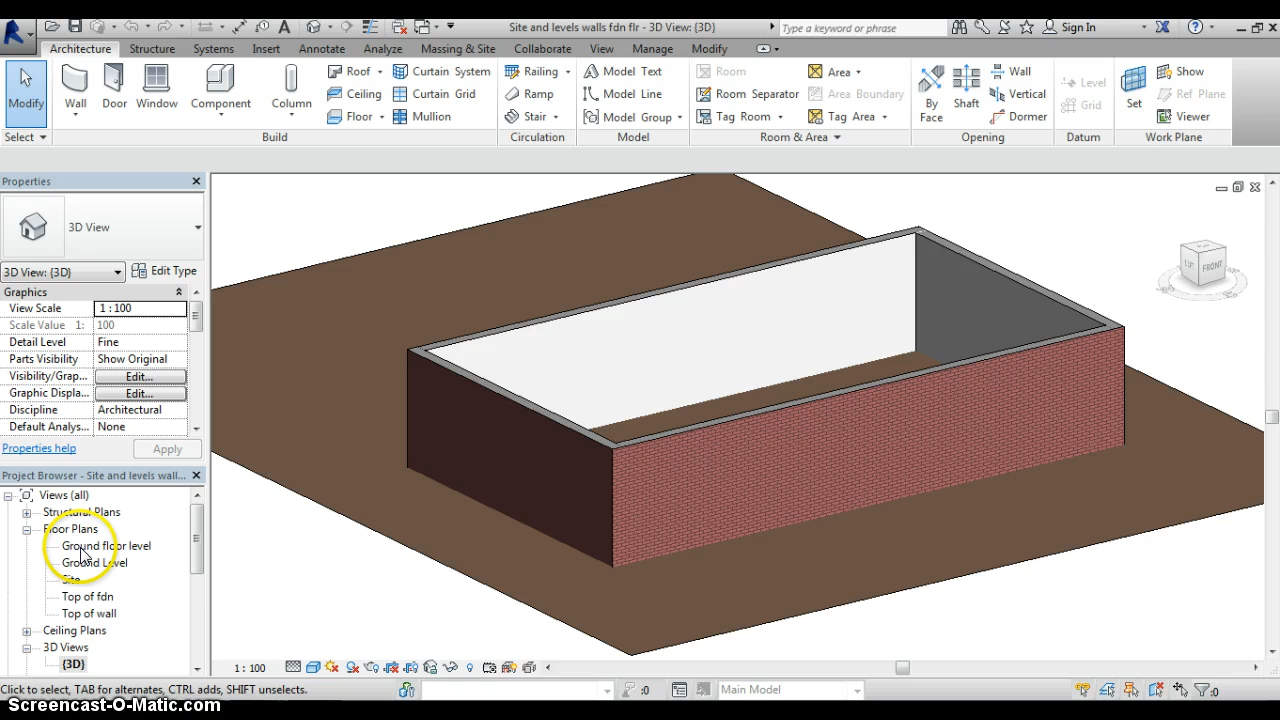 Site and levels walls fdn flr - 3D View: {3D}
Type a keyword or phrase
Sign In
Architecture Structure Systems Insert Annotate Analyze Massing & Site Collaborate View Manage Modify
Modify
Wall
Door
Window
Component
Column
Roof
Ceiling
Floor
Curtain System
Curtain Grid
Mullion
Railing
Ramp
Stair
Model Text
Model Line
Model Group
Room
Room Separator
Tag Room
Area
Area Boundary
Tag Area
By
Face
Shaft
Wall
Vertical
Dormer
Level
Grid
Set
Show
Ref Plane
Viewer
Select Build Circulation Model Room & Area Opening Datum Work Plane
Properties
3D View
3D View: {3D} Edit Type
Graphics
View Scale 1 : 100
Scale Value 1: 100
Detail Level Fine
Parts Visibility Show Original
Visibility/Grap... Edit...
Graphic Displa... Edit...
Discipline Architectural
Default Analys... None
Properties help Apply
Project Browser - Site and levels wall...
Views (all)
Structural Plans
Floor Plans
Ground floor level
Ground Level
Site
Top of fdn
Top of wall
Ceiling Plans
3D Views
{3D}
FRONT
1 : 100
Click to select, TAB for alternates, CTRL adds, SHIFT unselects.
:0
Main Model
:0
Screencast-O-Matic.com